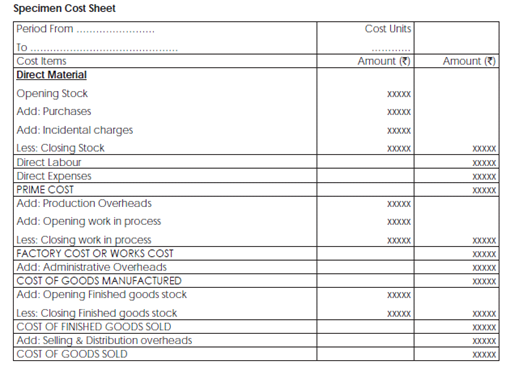 Specimen Cost Sheet
Period From ........................ Cost Units
To ............................................. ............
Cost Items Amount (₹) Amount (₹)
Direct Material
Opening Stock xxxxx
Add: Purchases xxxxx
Add: Incidental charges xxxxx
Less: Closing Stock xxxxx xxxxx
Direct Labour xxxxx
Direct Expenses xxxxx
PRIME COST xxxxx
Add: Production Overheads xxxxx
Add: Opening work in process xxxxx
Less: Closing work in process xxxxx xxxxx
FACTORY COST OR WORKS COST xxxxx
Add: Administrative Overheads xxxxx
COST OF GOODS MANUFACTURED xxxxx
Add: Opening Finished goods stock xxxxx
Less: Closing Finished goods stock xxxxx xxxxx
COST OF FINISHED GOODS SOLD xxxxx
Add: Selling & Distribution overheads xxxxx
COST OF GOODS SOLD xxxxx